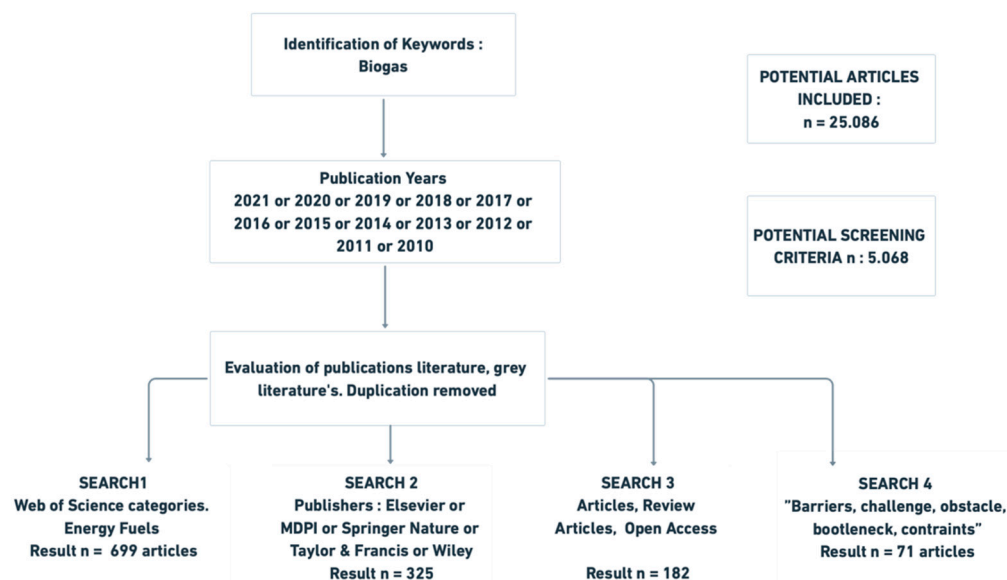 Identification of Keywords :
Biogas
POTENTIAL ARTICLES
INCLUDED :
n = 25.086
Publication Years
2021 or 2020 or 2019 or 2018 or 2017 or
2016 or 2015 or 2014 or 2013 or 2012 or
2011 or 2010
POTENTIAL SCREENING
CRITERIA n : 5.068
Evaluation of publications literature, grey
literature's. Duplication removed
SEARCH1
Web of Science categories.
Energy Fuels
Result n = 699 articles
SEARCH 2
Publishers : Elsevier or
MDPI or Springer Nature or
Taylor & Francis or Wiley
Result n = 325
SEARCH 3
Articles, Review
Articles, Open Access
Result n = 182
SEARCH 4
"Barriers, challenge, obstacle,
bootleneck, contraints"
Result n = 71 articles